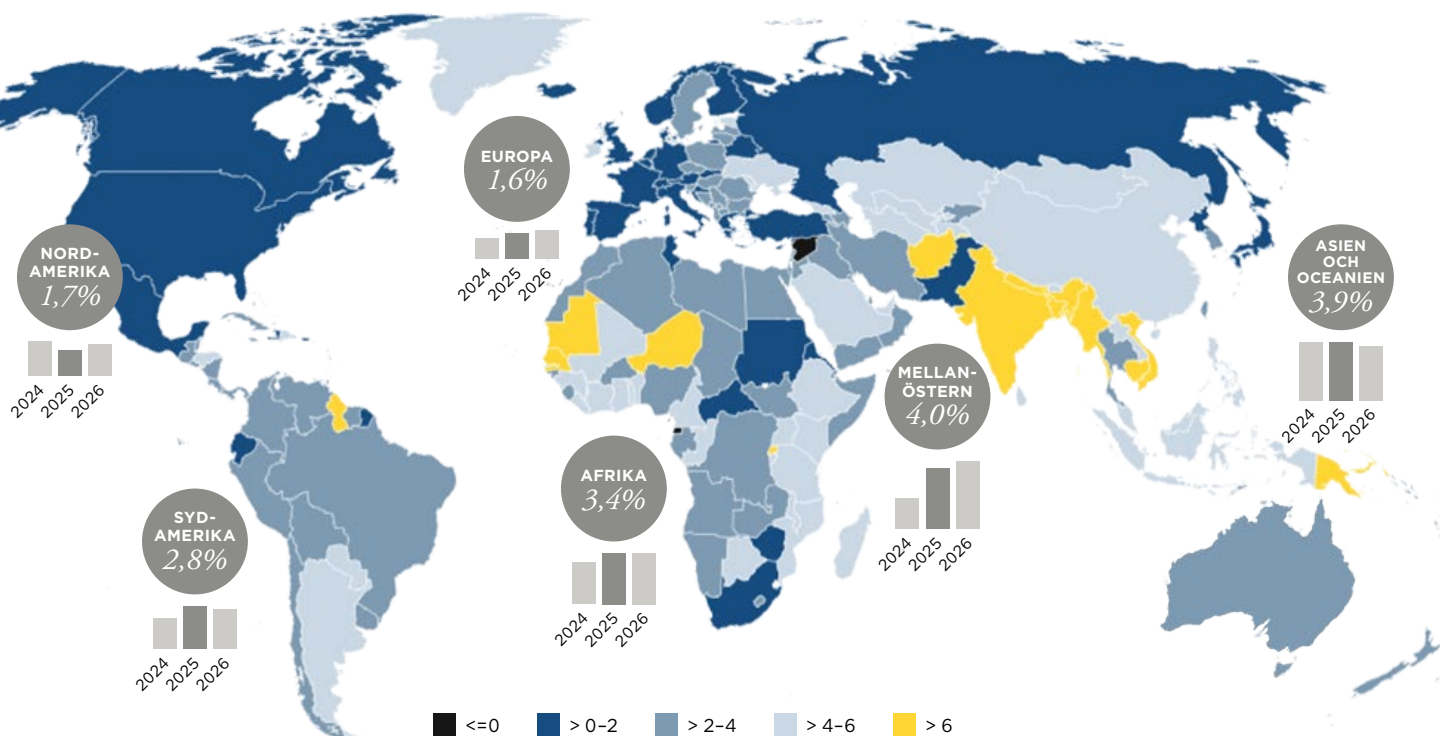 EUROPA
1,6%
2024
2025
2026
NORD-
AMERIKA
1,7%
2024
2025
2026
ASIEN
OCH
OCEANIEN
3,9%
2024
2025
2026
MELLAN-
ÖSTERN
4,0%
2024
2025
2026
AFRIKA
3,4%
2024
2025
2026
SYD-
AMERIKA
2,8%
2024
2025
2026
<=0
> 0–2
> 2–4
> 4–6
> 6